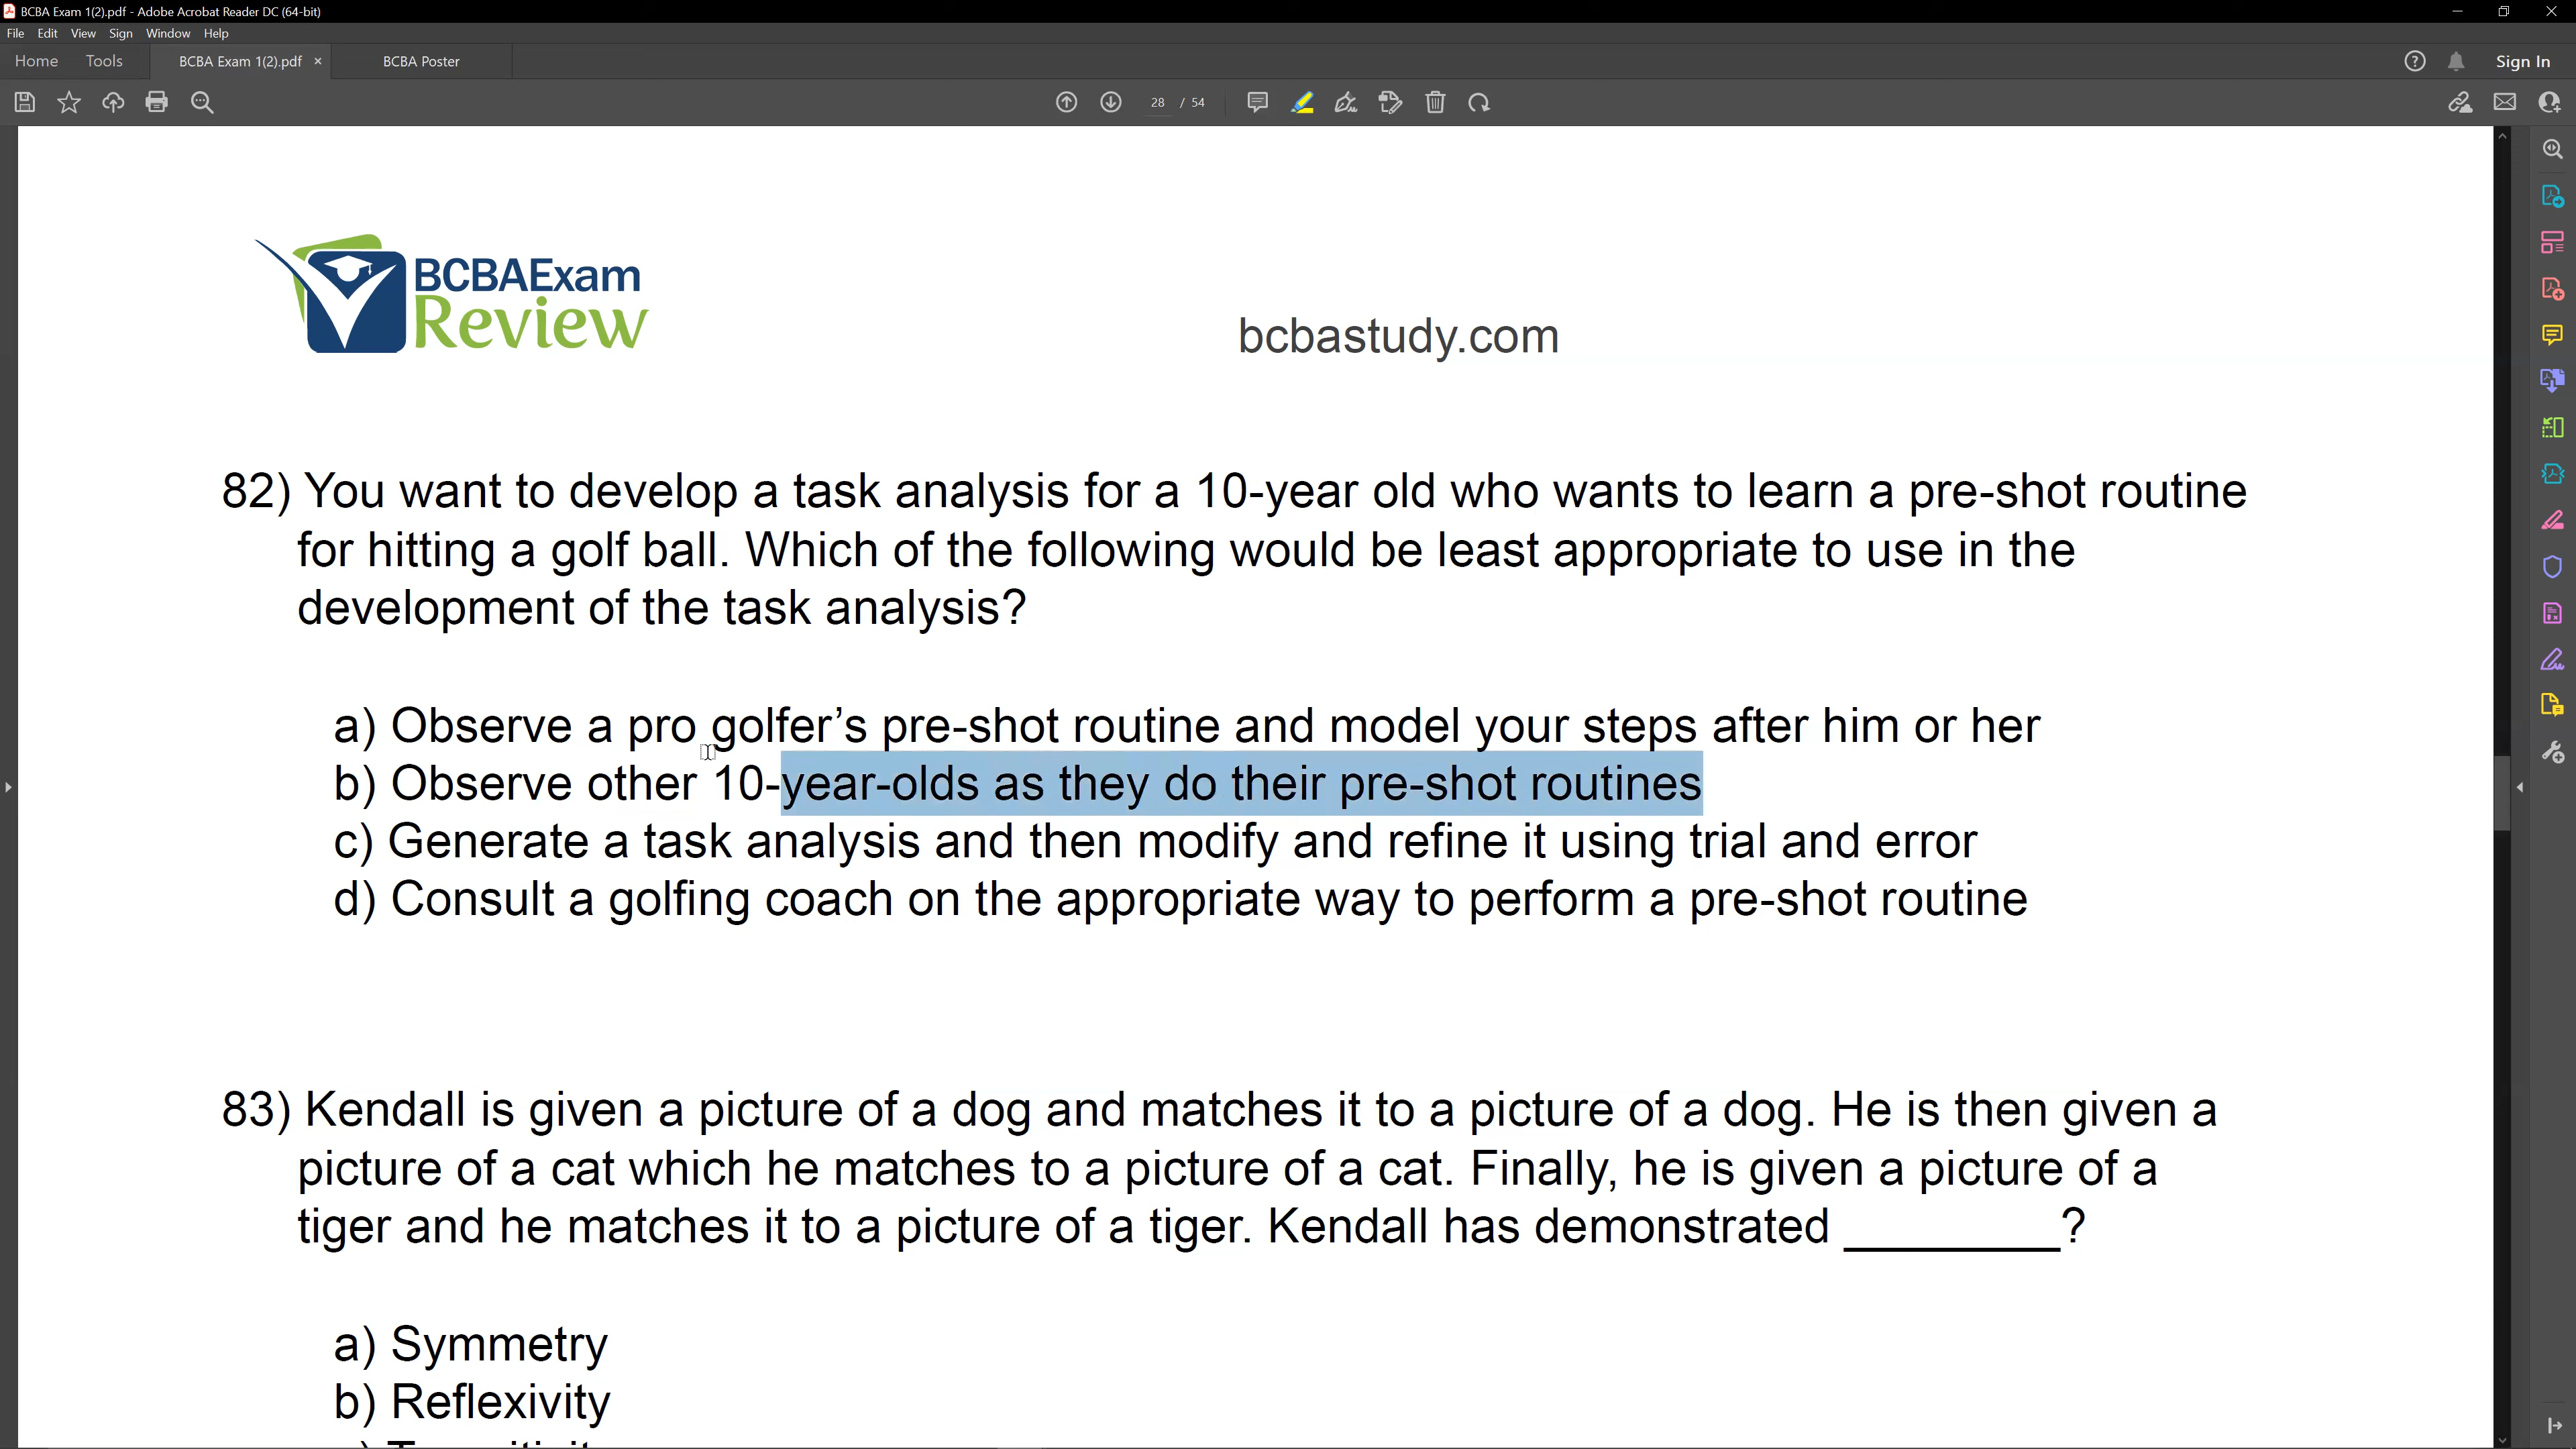 BCBA Exam 1(2).pdf - Adobe Acrobat Reader DC (64-bit)
File Edit View Sign Window Help
Home Tools BCBA Exam 1(2).pdf × BCBA Poster Sign In
28 / 54
BCBAExam
Review
bcbastudy.com
82) You want to develop a task analysis for a 10-year old who wants to learn a pre-shot routine
for hitting a golf ball. Which of the following would be least appropriate to use in the
development of the task analysis?
a) Observe a pro golfer’s pre-shot routine and model your steps after him or her
b) Observe other 10-year-olds as they do their pre-shot routines
c) Generate a task analysis and then modify and refine it using trial and error
d) Consult a golfing coach on the appropriate way to perform a pre-shot routine
83) Kendall is given a picture of a dog and matches it to a picture of a dog. He is then given a
picture of a cat which he matches to a picture of a cat. Finally, he is given a picture of a
tiger and he matches it to a picture of a tiger. Kendall has demonstrated ________?
a) Symmetry
b) Reflexivity